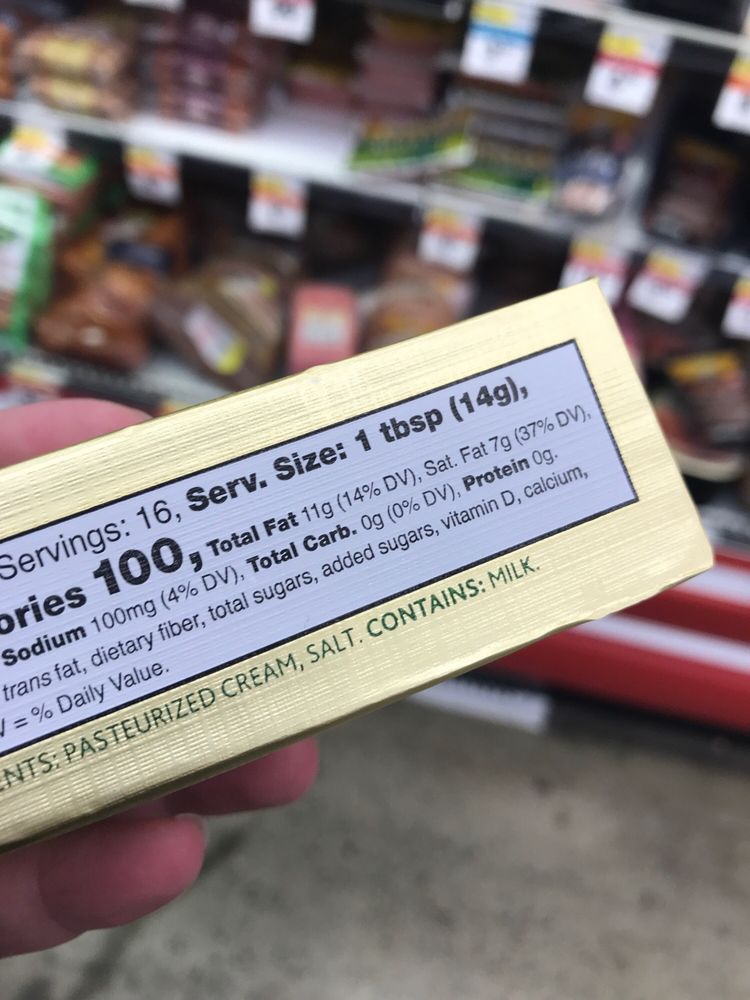 Servings: 16, Serv. Size: 1 tbsp (14g),
ories 100, Total Fat 11g (14% DV), Sat. Fat 7g (37% DV),
Sodium 100mg (4% DV), Total Carb. 0g (0% DV), Protein 0g.
trans fat, dietary fiber, total sugars, added sugars, vitamin D, calcium,
V = % Daily Value.
ENTS: PASTEURIZED CREAM, SALT. CONTAINS: MILK.